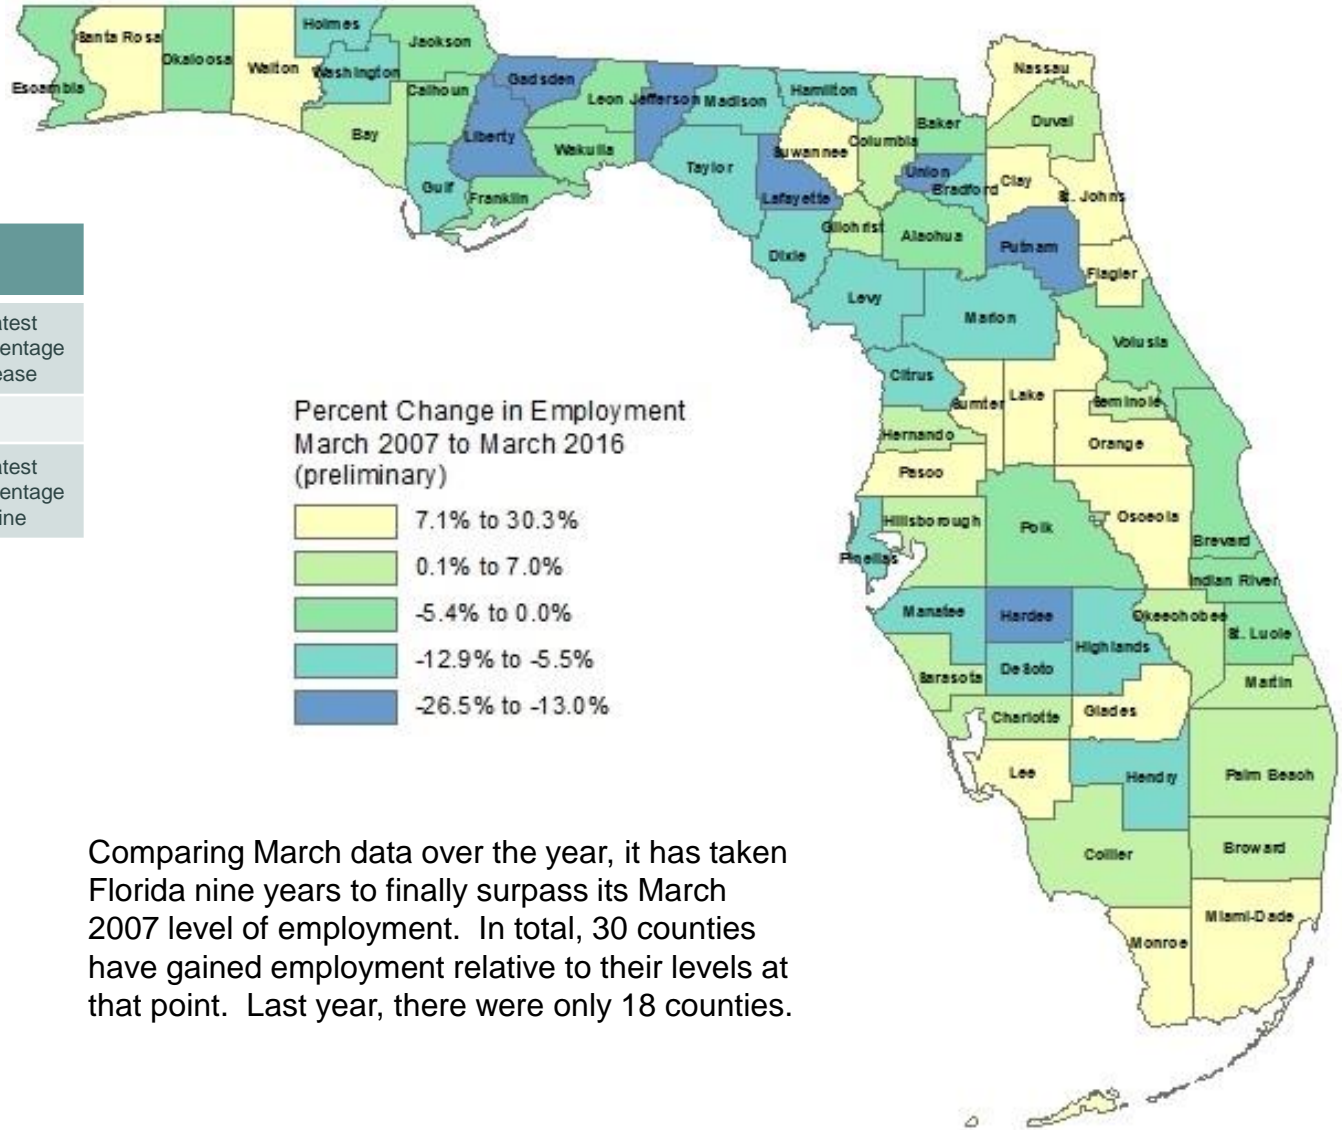 Holmes
Santa Rosa
Jackson
Okaloosa
Walton
Washington
Escambia
Calhoun
Gadsden
Leon
Jefferson
Madison
Hamilton
Nassau
Bay
Liberty
Wakulla
Taylor
Suwannee
Columbia
Baker
Duval
Gulf
Franklin
Lafayette
Union
Bradford
Clay
St. Johns
Dixie
Gilchrist
Alachua
Putnam
Flagler
Levy
Marion
Volusia
Citrus
Sumter
Lake
Seminole
Hernando
Orange
Pasco
Hillsborough
Polk
Osceola
Brevard
Pinellas
Indian River
Manatee
Hardee
Okeechobee
Highlands
St. Lucie
Sarasota
DeSoto
Martin
Charlotte
Glades
Lee
Hendry
Palm Beach
Collier
Broward
Miami-Dade
Monroe
Percent Change in Employment
March 2007 to March 2016
(preliminary)
7.1% to 30.3%
0.1% to 7.0%
-5.4% to 0.0%
-12.9% to -5.5%
-26.5% to -13.0%
Comparing March data over the year, it has taken
Florida nine years to finally surpass its March
2007 level of employment.  In total, 30 counties
have gained employment relative to their levels at
that point.  Last year, there were only 18 counties.